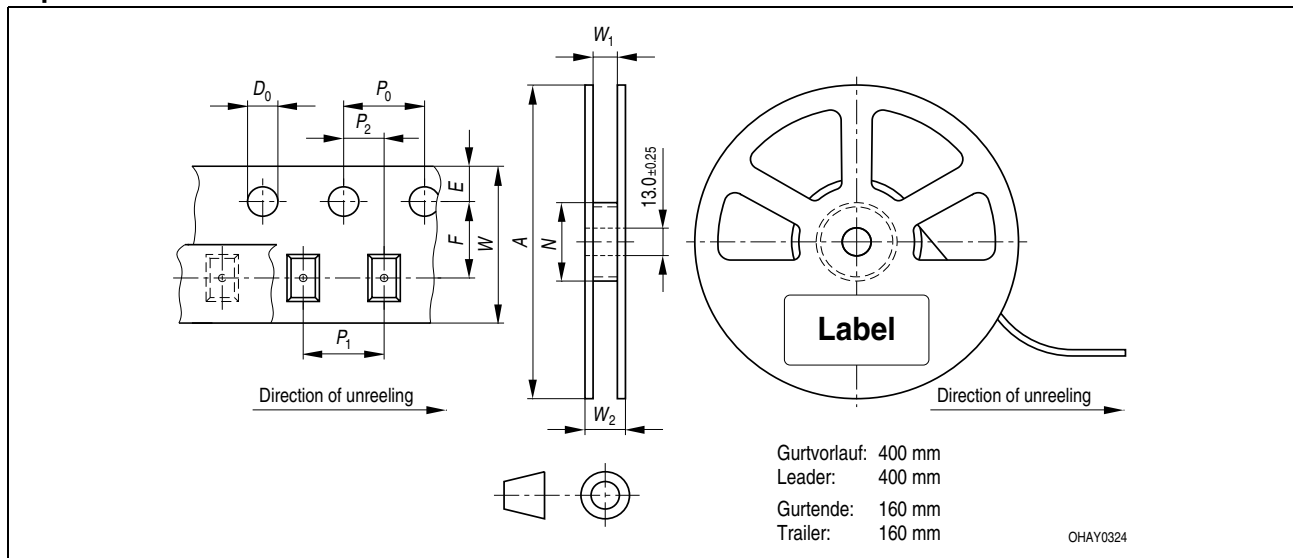 W₁
D₀
P₀
P₂
E
F
W
A
N
13.0±0.25
P₁
W₂
Label
Direction of unreeling
Direction of unreeling
Gurtvorlauf: 400 mm
Leader: 400 mm
Gurtende: 160 mm
Trailer: 160 mm
OHAY0324